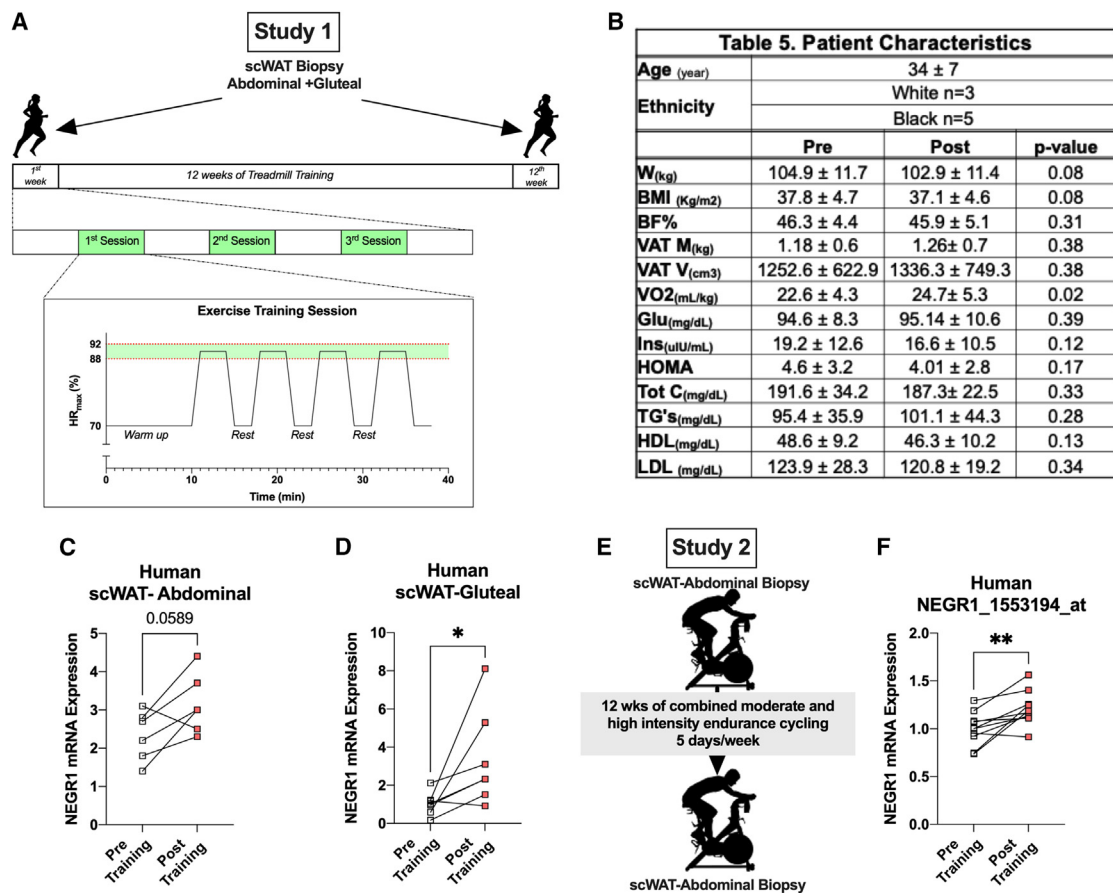 A
Study 1
scWAT Biopsy
Abdominal +Gluteal
1st
week
12 weeks of Treadmill Training
12th
week
1st Session
2nd Session
3rd Session
Exercise Training Session
HRmax (%)
92
88
70
Warm up
Rest
Rest
Rest
0
10
20
30
40
Time (min)
B
Table 5. Patient Characteristics
Age (year) 34 ± 7
Ethnicity
White n=3
Black n=5
Pre Post p-value
W(kg) 104.9 ± 11.7 102.9 ± 11.4 0.08
BMI (Kg/m2) 37.8 ± 4.7 37.1 ± 4.6 0.08
BF% 46.3 ± 4.4 45.9 ± 5.1 0.31
VAT M(kg) 1.18 ± 0.6 1.26± 0.7 0.38
VAT V(cm3) 1252.6 ± 622.9 1336.3 ± 749.3 0.38
VO2(mL/kg) 22.6 ± 4.3 24.7± 5.3 0.02
Glu(mg/dL) 94.6 ± 8.3 95.14 ± 10.6 0.39
Ins(uIU/mL) 19.2 ± 12.6 16.6 ± 10.5 0.12
HOMA 4.6 ± 3.2 4.01 ± 2.8 0.17
Tot C(mg/dL) 191.6 ± 34.2 187.3± 22.5 0.33
TG's(mg/dL) 95.4 ± 35.9 101.1 ± 44.3 0.28
HDL(mg/dL) 48.6 ± 9.2 46.3 ± 10.2 0.13
LDL (mg/dL) 123.9 ± 28.3 120.8 ± 19.2 0.34
C
Human
scWAT- Abdominal
0.0589
NEGR1 mRNA Expression
5
4
3
2
1
0
Pre
Training
Post
Training
D
Human
scWAT-Gluteal
*
NEGR1 mRNA Expression
10
8
6
4
2
0
Pre
Training
Post
Training
E
Study 2
scWAT-Abdominal Biopsy
12 wks of combined moderate and
high intensity endurance cycling
5 days/week
scWAT-Abdominal Biopsy
F
Human
NEGR1_1553194_at
**
NEGR1 mRNA Expression
2.0
1.5
1.0
0.5
0.0
Pre
Training
Post
Training